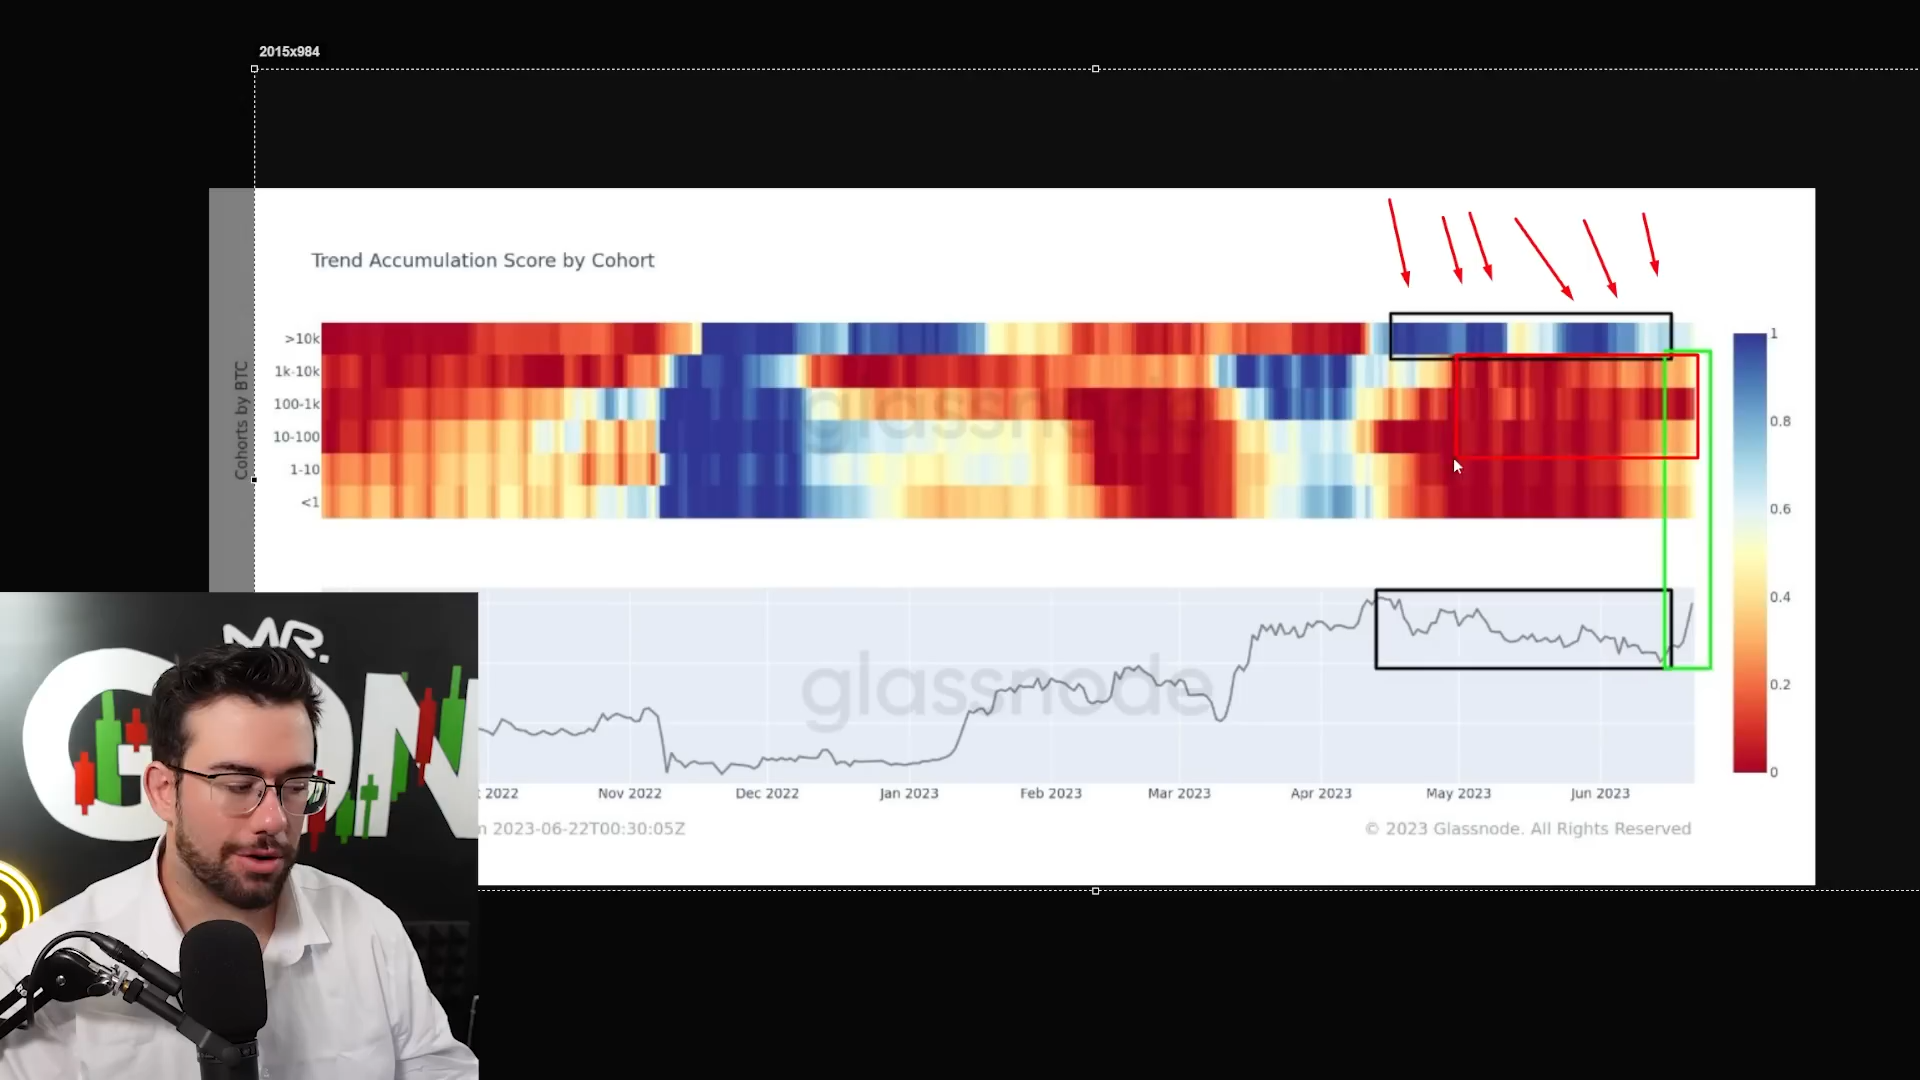 2015x984
Trend Accumulation Score by Cohort
Cohorts by BTC
>10k
1k-10k
100-1k
10-100
1-10
<1
glassnode
1
0.8
0.6
0.4
0.2
0
glassnode
2022
Nov 2022
Dec 2022
Jan 2023
Feb 2023
Mar 2023
Apr 2023
May 2023
Jun 2023
2023-06-22T00:30:05Z
© 2023 Glassnode. All Rights Reserved
MR.